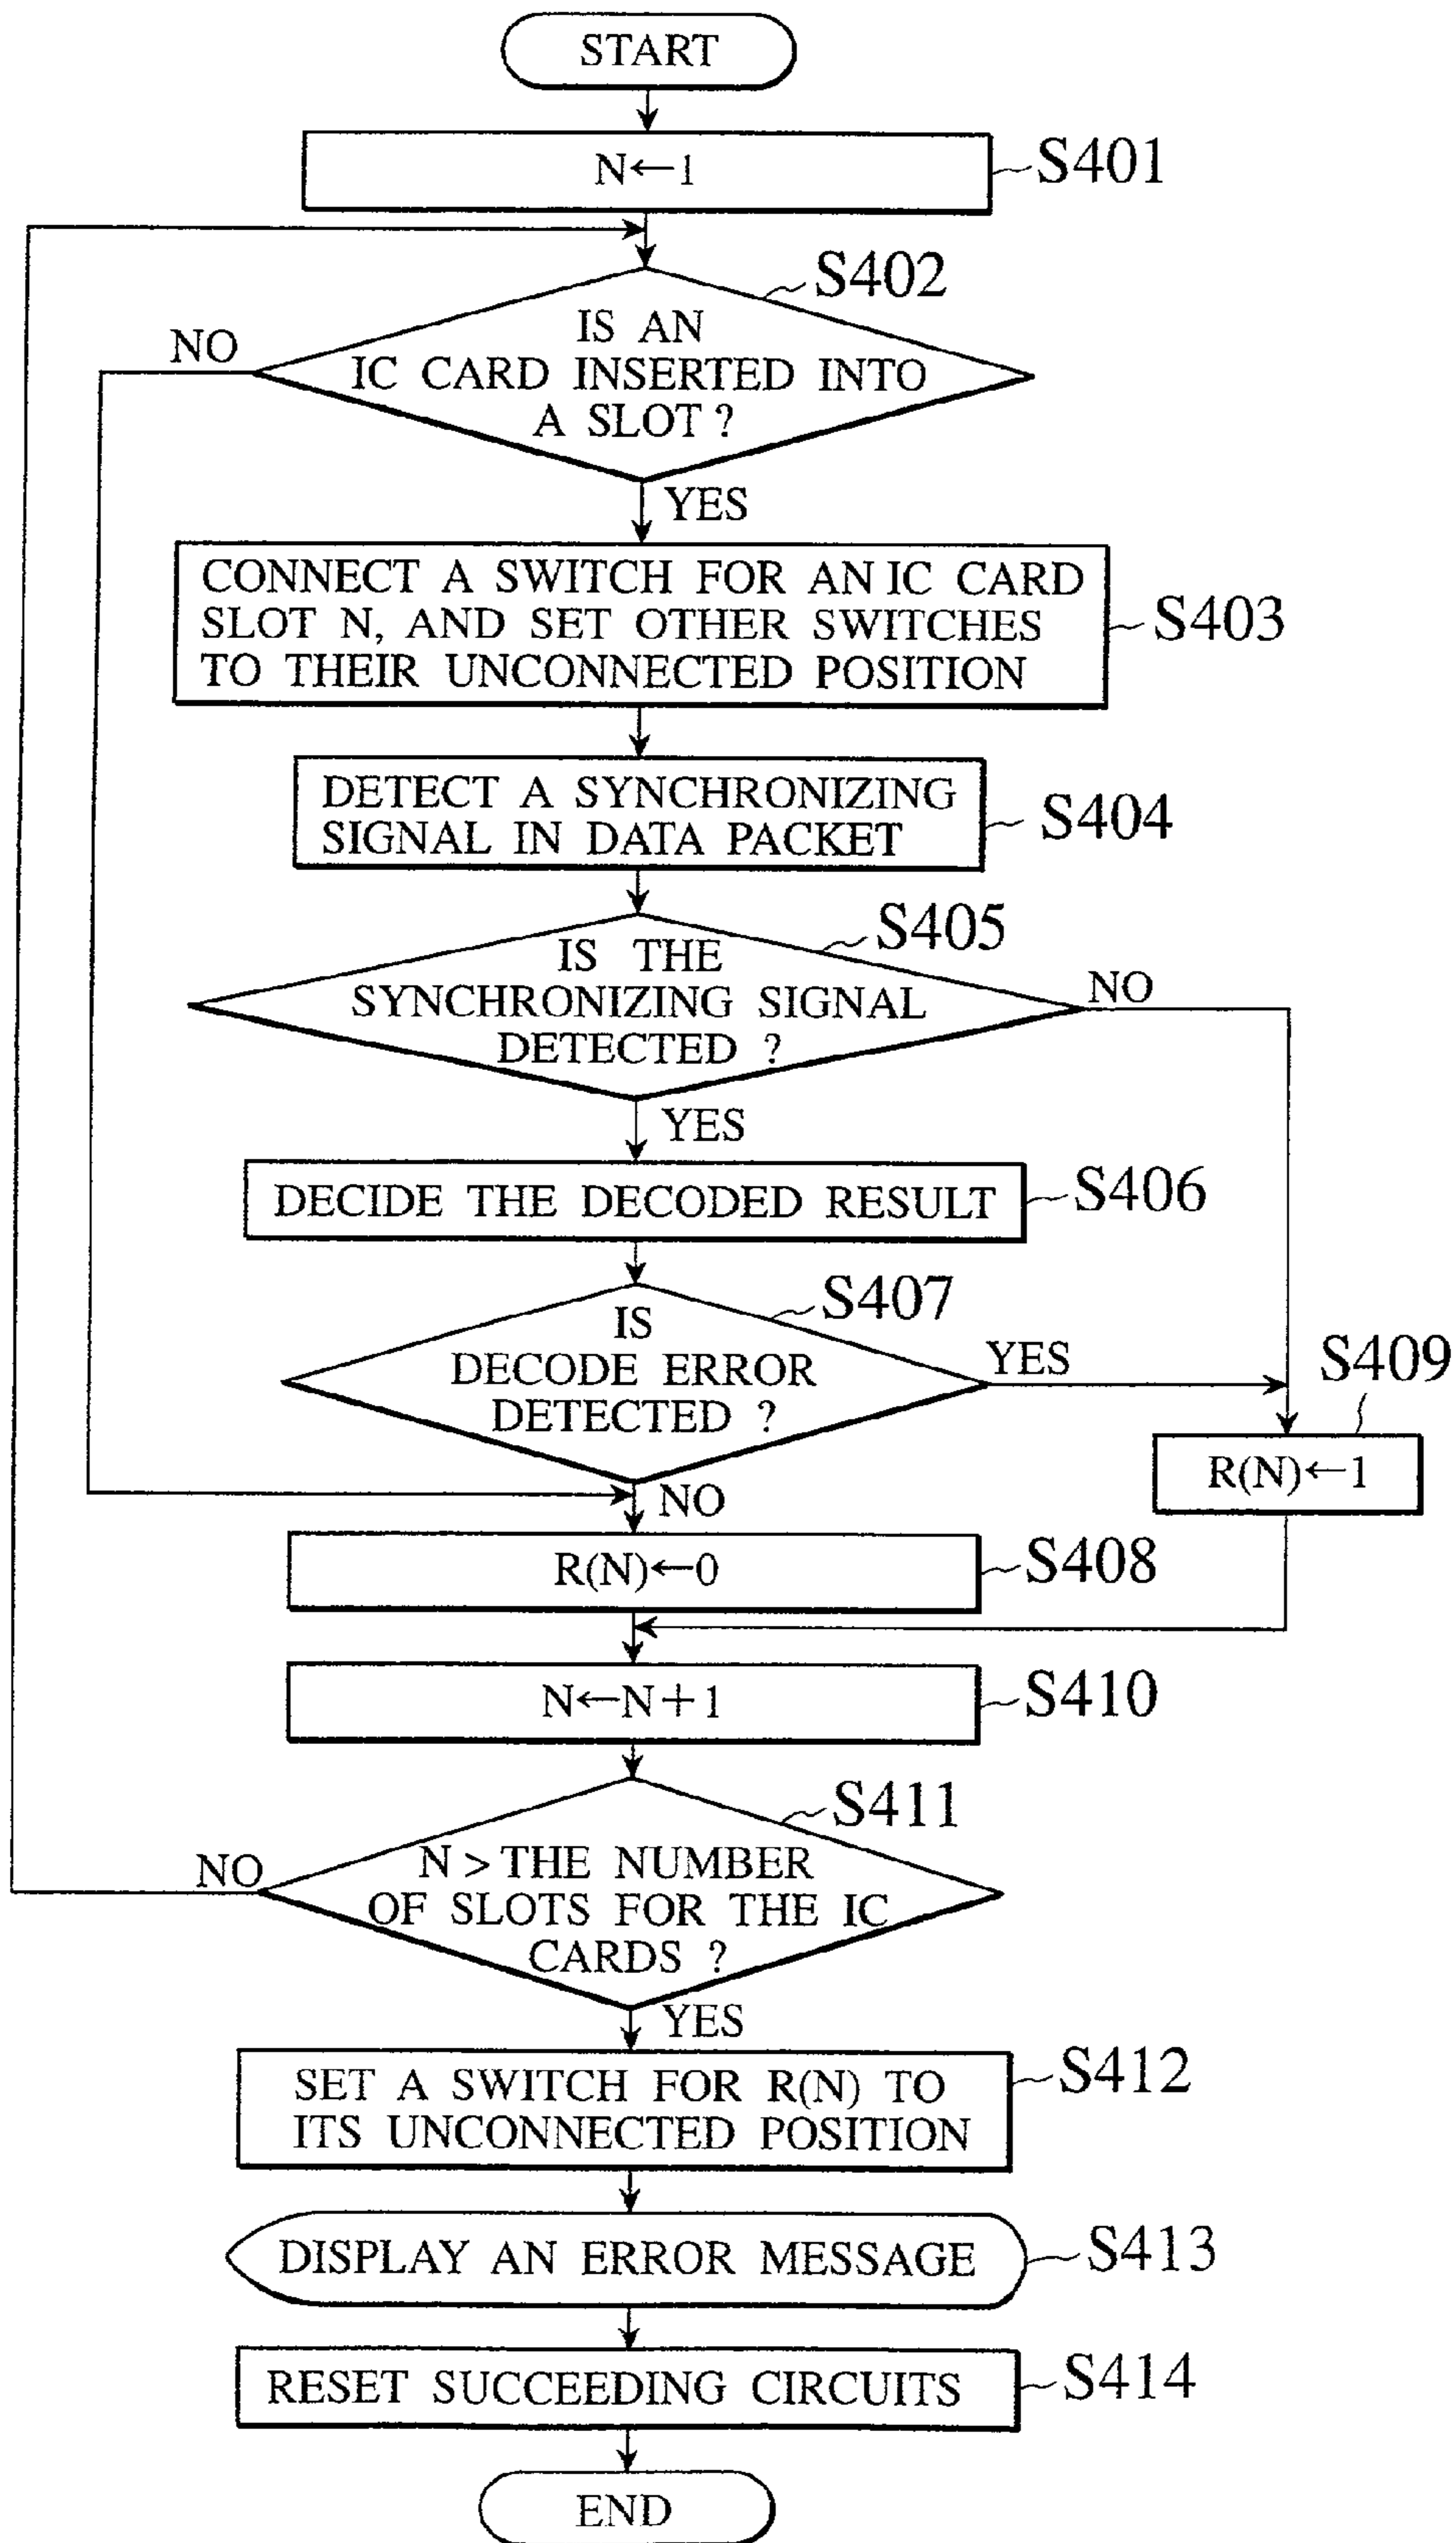 START
N←1
S401
S402
IS AN
IC CARD INSERTED INTO
A SLOT ?
NO
YES
CONNECT A SWITCH FOR AN IC CARD
SLOT N, AND SET OTHER SWITCHES
TO THEIR UNCONNECTED POSITION
S403
DETECT A SYNCHRONIZING
SIGNAL IN DATA PACKET
S404
S405
IS THE
SYNCHRONIZING SIGNAL
DETECTED ?
NO
YES
DECIDE THE DECODED RESULT
S406
S407
IS
DECODE ERROR
DETECTED ?
YES
S409
R(N)←1
NO
R(N)←0
S408
N←N+1
S410
S411
N > THE NUMBER
OF SLOTS FOR THE IC
CARDS ?
NO
YES
SET A SWITCH FOR R(N) TO
ITS UNCONNECTED POSITION
S412
DISPLAY AN ERROR MESSAGE
S413
RESET SUCCEEDING CIRCUITS
S414
END